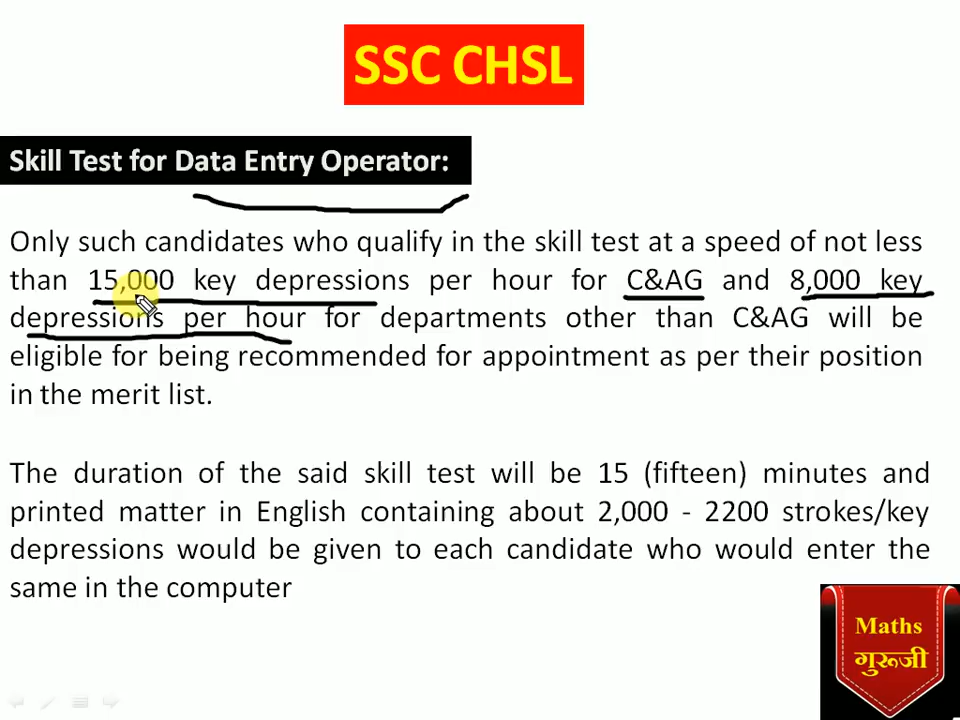 SSC CHSL
Skill Test for Data Entry Operator:
Only such candidates who qualify in the skill test at a speed of not less
than 15,000 key depressions per hour for C&AG and 8,000 key
depressions per hour for departments other than C&AG will be
eligible for being recommended for appointment as per their position
in the merit list.
The duration of the said skill test will be 15 (fifteen) minutes and
printed matter in English containing about 2,000 - 2200 strokes/key
depressions would be given to each candidate who would enter the
same in the computer
Maths
गुरूजी